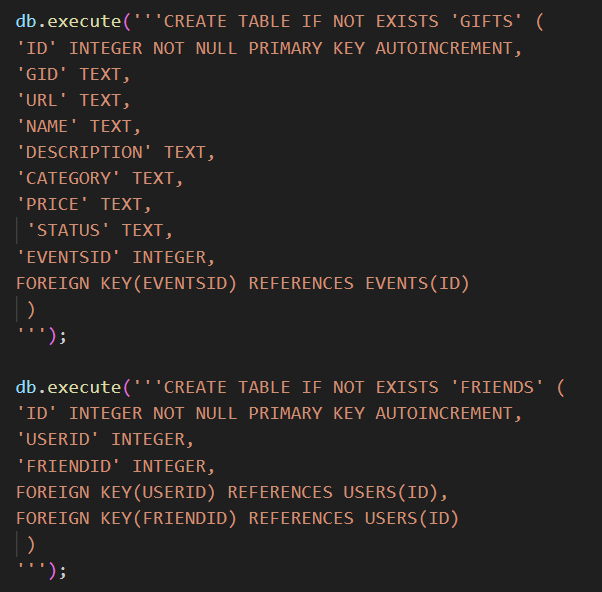 db.execute('''CREATE TABLE IF NOT EXISTS 'GIFTS' (
'ID' INTEGER NOT NULL PRIMARY KEY AUTOINCREMENT,
'GID' TEXT,
'URL' TEXT,
'NAME' TEXT,
'DESCRIPTION' TEXT,
'CATEGORY' TEXT,
'PRICE' TEXT,
 'STATUS' TEXT,
'EVENTSID' INTEGER,
FOREIGN KEY(EVENTSID) REFERENCES EVENTS(ID)
 )
''');

db.execute('''CREATE TABLE IF NOT EXISTS 'FRIENDS' (
'ID' INTEGER NOT NULL PRIMARY KEY AUTOINCREMENT,
'USERID' INTEGER,
'FRIENDID' INTEGER,
FOREIGN KEY(USERID) REFERENCES USERS(ID),
FOREIGN KEY(FRIENDID) REFERENCES USERS(ID)
 )
''');